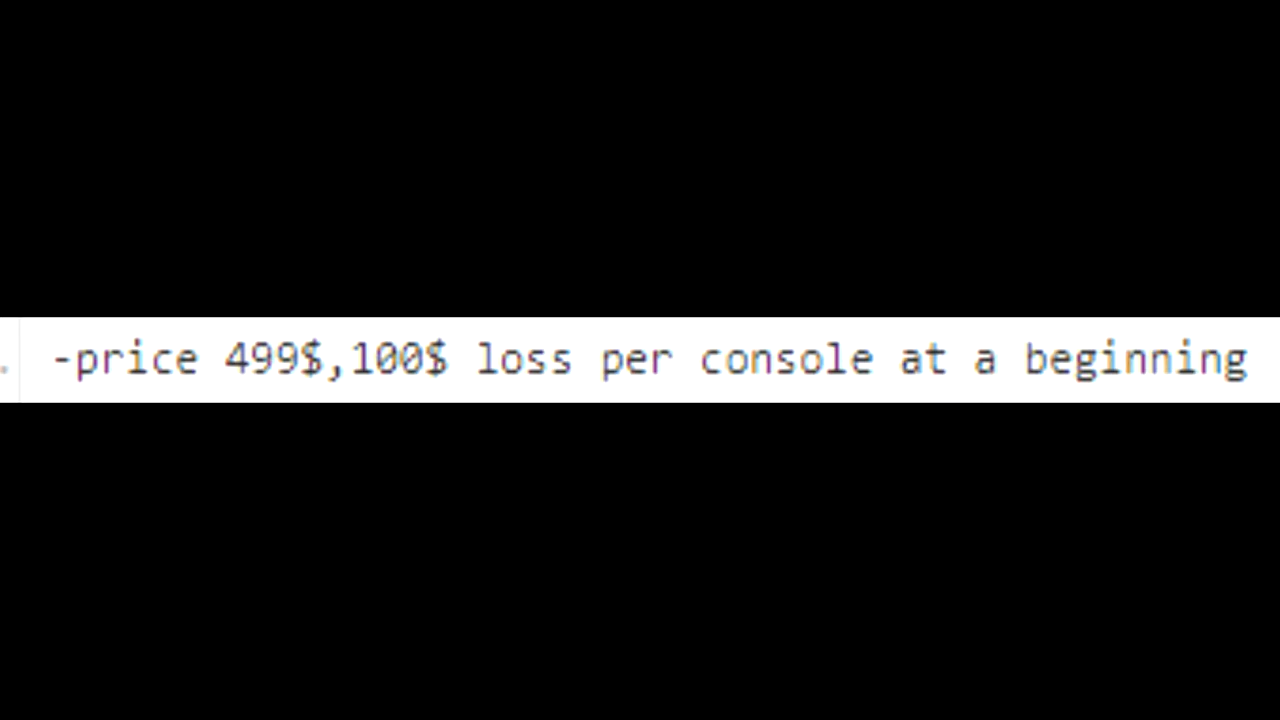 -price 499$,100$ loss per console at a beginning